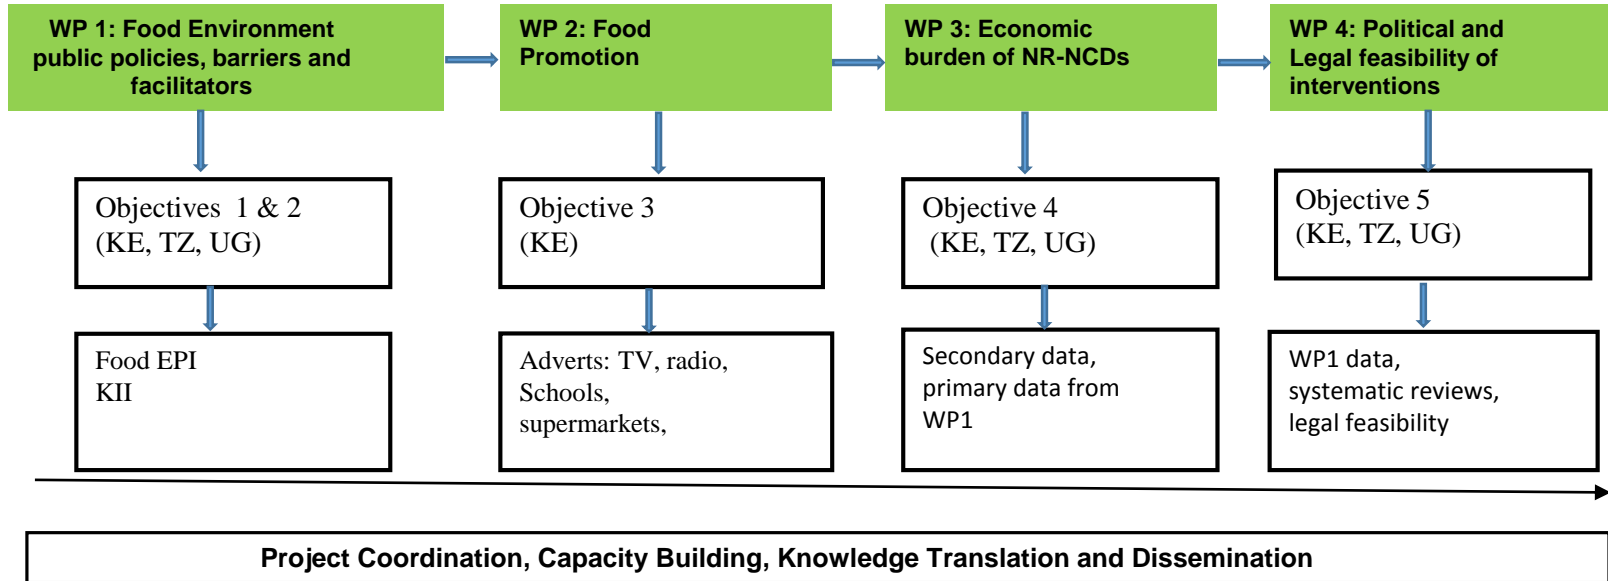 WP 1: Food Environment
public policies, barriers and
facilitators
WP 2: Food
Promotion
WP 3: Economic
burden of NR-NCDs
WP 4: Political and
Legal feasibility of
interventions
Objectives 1 & 2
(KE, TZ, UG)
Objective 3
(KE)
Objective 4
(KE, TZ, UG)
Objective 5
(KE, TZ, UG)
Food EPI
KII
Adverts: TV, radio,
Schools,
supermarkets,
Secondary data,
primary data from
WP1
WP1 data,
systematic reviews,
legal feasibility
Project Coordination, Capacity Building, Knowledge Translation and Dissemination